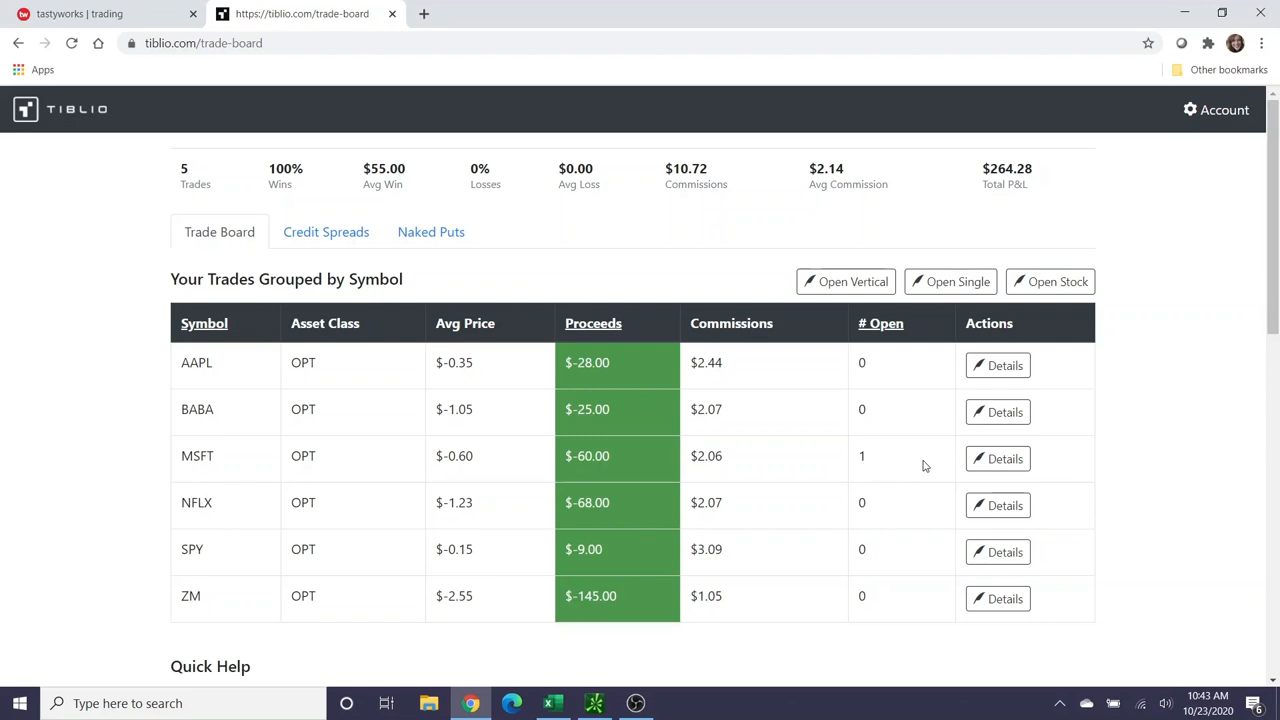 tastyworks | trading
https://tiblio.com/trade-board
tiblio.com/trade-board
Apps
Other bookmarks
TIBLIO
Account
5 100% $55.00 0% $0.00 $10.72 $2.14 $264.28
Trades Wins Avg Win Losses Avg Loss Commissions Avg Commission Total P&L
Trade Board Credit Spreads Naked Puts
Your Trades Grouped by Symbol
Open Vertical Open Single Open Stock
Symbol Asset Class Avg Price Proceeds Commissions # Open Actions
AAPL OPT $-0.35 $-28.00 $2.44 0 Details
BABA OPT $-1.05 $-25.00 $2.07 0 Details
MSFT OPT $-0.60 $-60.00 $2.06 1 Details
NFLX OPT $-1.23 $-68.00 $2.07 0 Details
SPY OPT $-0.15 $-9.00 $3.09 0 Details
ZM OPT $-2.55 $-145.00 $1.05 0 Details
Quick Help
Type here to search
10:43 AM
10/23/2020
6